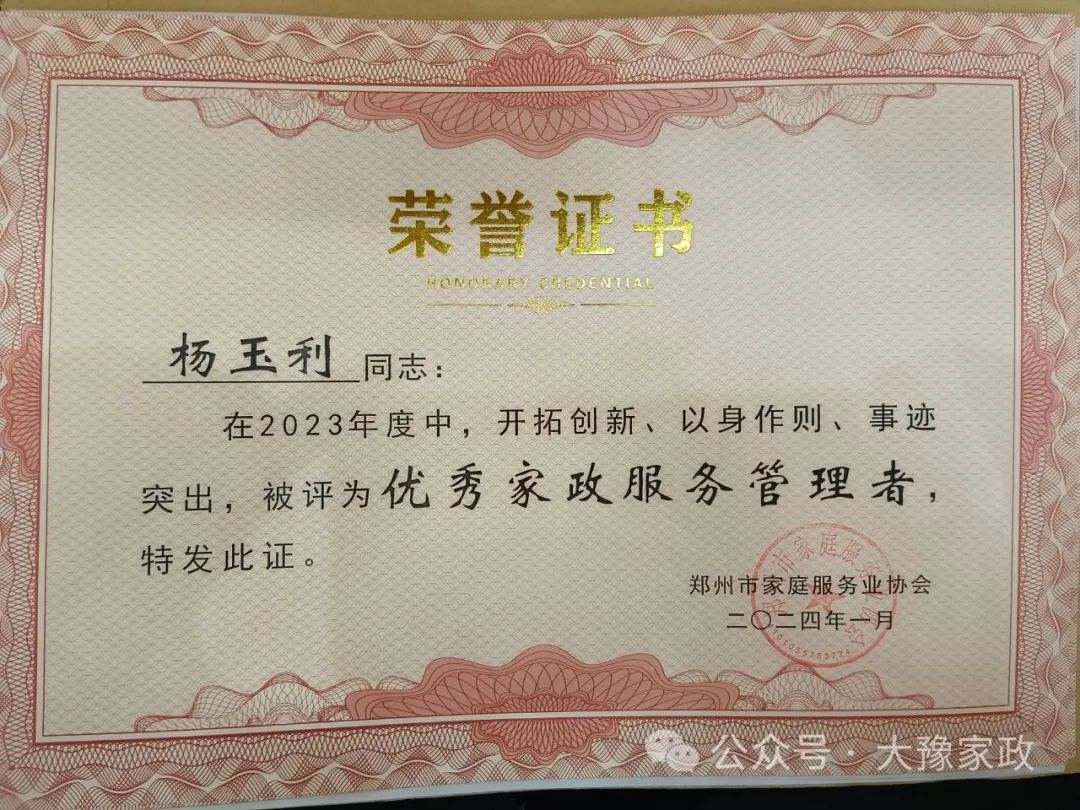 荣誉证书
HONORARY CREDENTIAL
杨玉利同志：
在2023年度中，开拓创新、以身作则、事迹
突出，被评为优秀家政服务管理者，
特发此证。
郑州市家庭服务业协会
二〇二四年一月
公众号·大豫家政